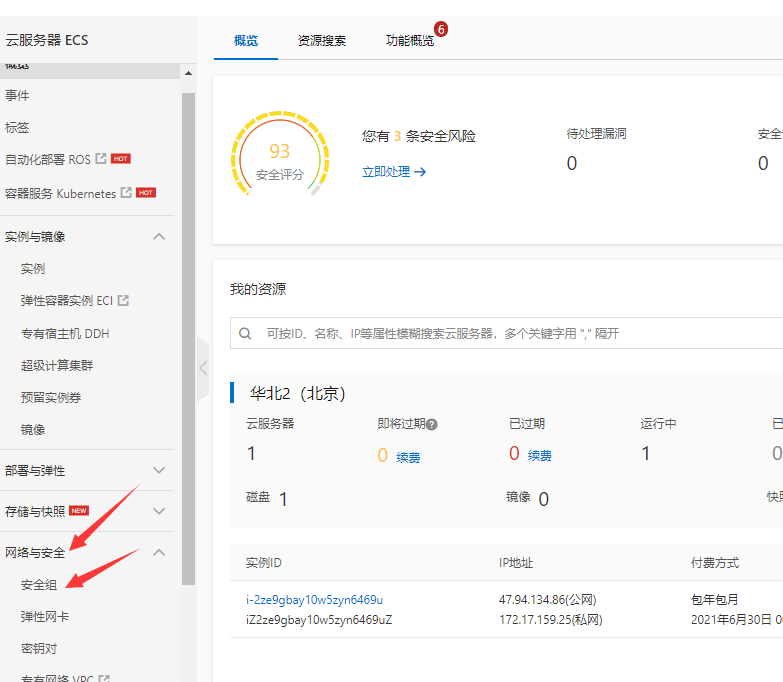 云服务器 ECS
概览
资源搜索
功能概览
6
概览
事件
标签
自动化部署 ROS HOT
容器服务 Kubernetes HOT
实例与镜像
实例
弹性容器实例 ECI
专有宿主机 DDH
超级计算集群
预留实例券
镜像
部署与弹性
存储与快照 NEW
网络与安全
安全组
弹性网卡
密钥对
专有网络 VPC
93
安全评分
您有 3 条安全风险
立即处理
待处理漏洞
0
安全
0
我的资源
可按ID、名称、IP等属性模糊搜索云服务器，多个关键字用 "," 隔开
华北2（北京）
云服务器 即将过期 ? 已过期 运行中 已
1 0 续费 0 续费 1 0
磁盘 1 镜像 0 快照
实例ID IP地址 付费方式
i-2ze9gbay10w5zyn6469u 47.94.134.86(公网) 包年包月
iZ2ze9gbay10w5zyn6469uZ 172.17.159.25(私网) 2021年6月30日 0